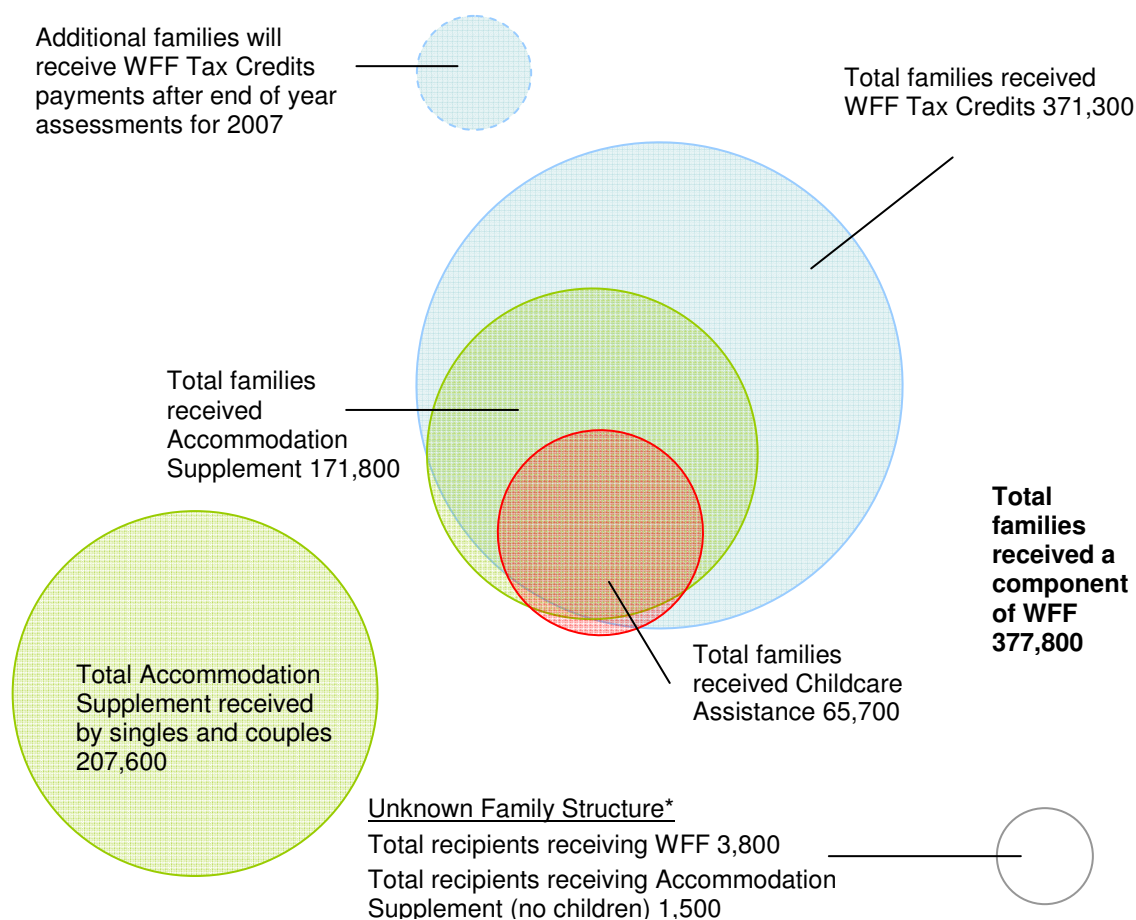 Additional families will
receive WFF Tax Credits
payments after end of year
assessments for 2007
Total families received
WFF Tax Credits 371,300
Total families
received
Accommodation
Supplement 171,800
Total
families
received a
component
of WFF
377,800
Total families
received Childcare
Assistance 65,700
Total Accommodation
Supplement received
by singles and couples
207,600
Unknown Family Structure*
Total recipients receiving WFF 3,800
Total recipients receiving Accommodation
Supplement (no children) 1,500